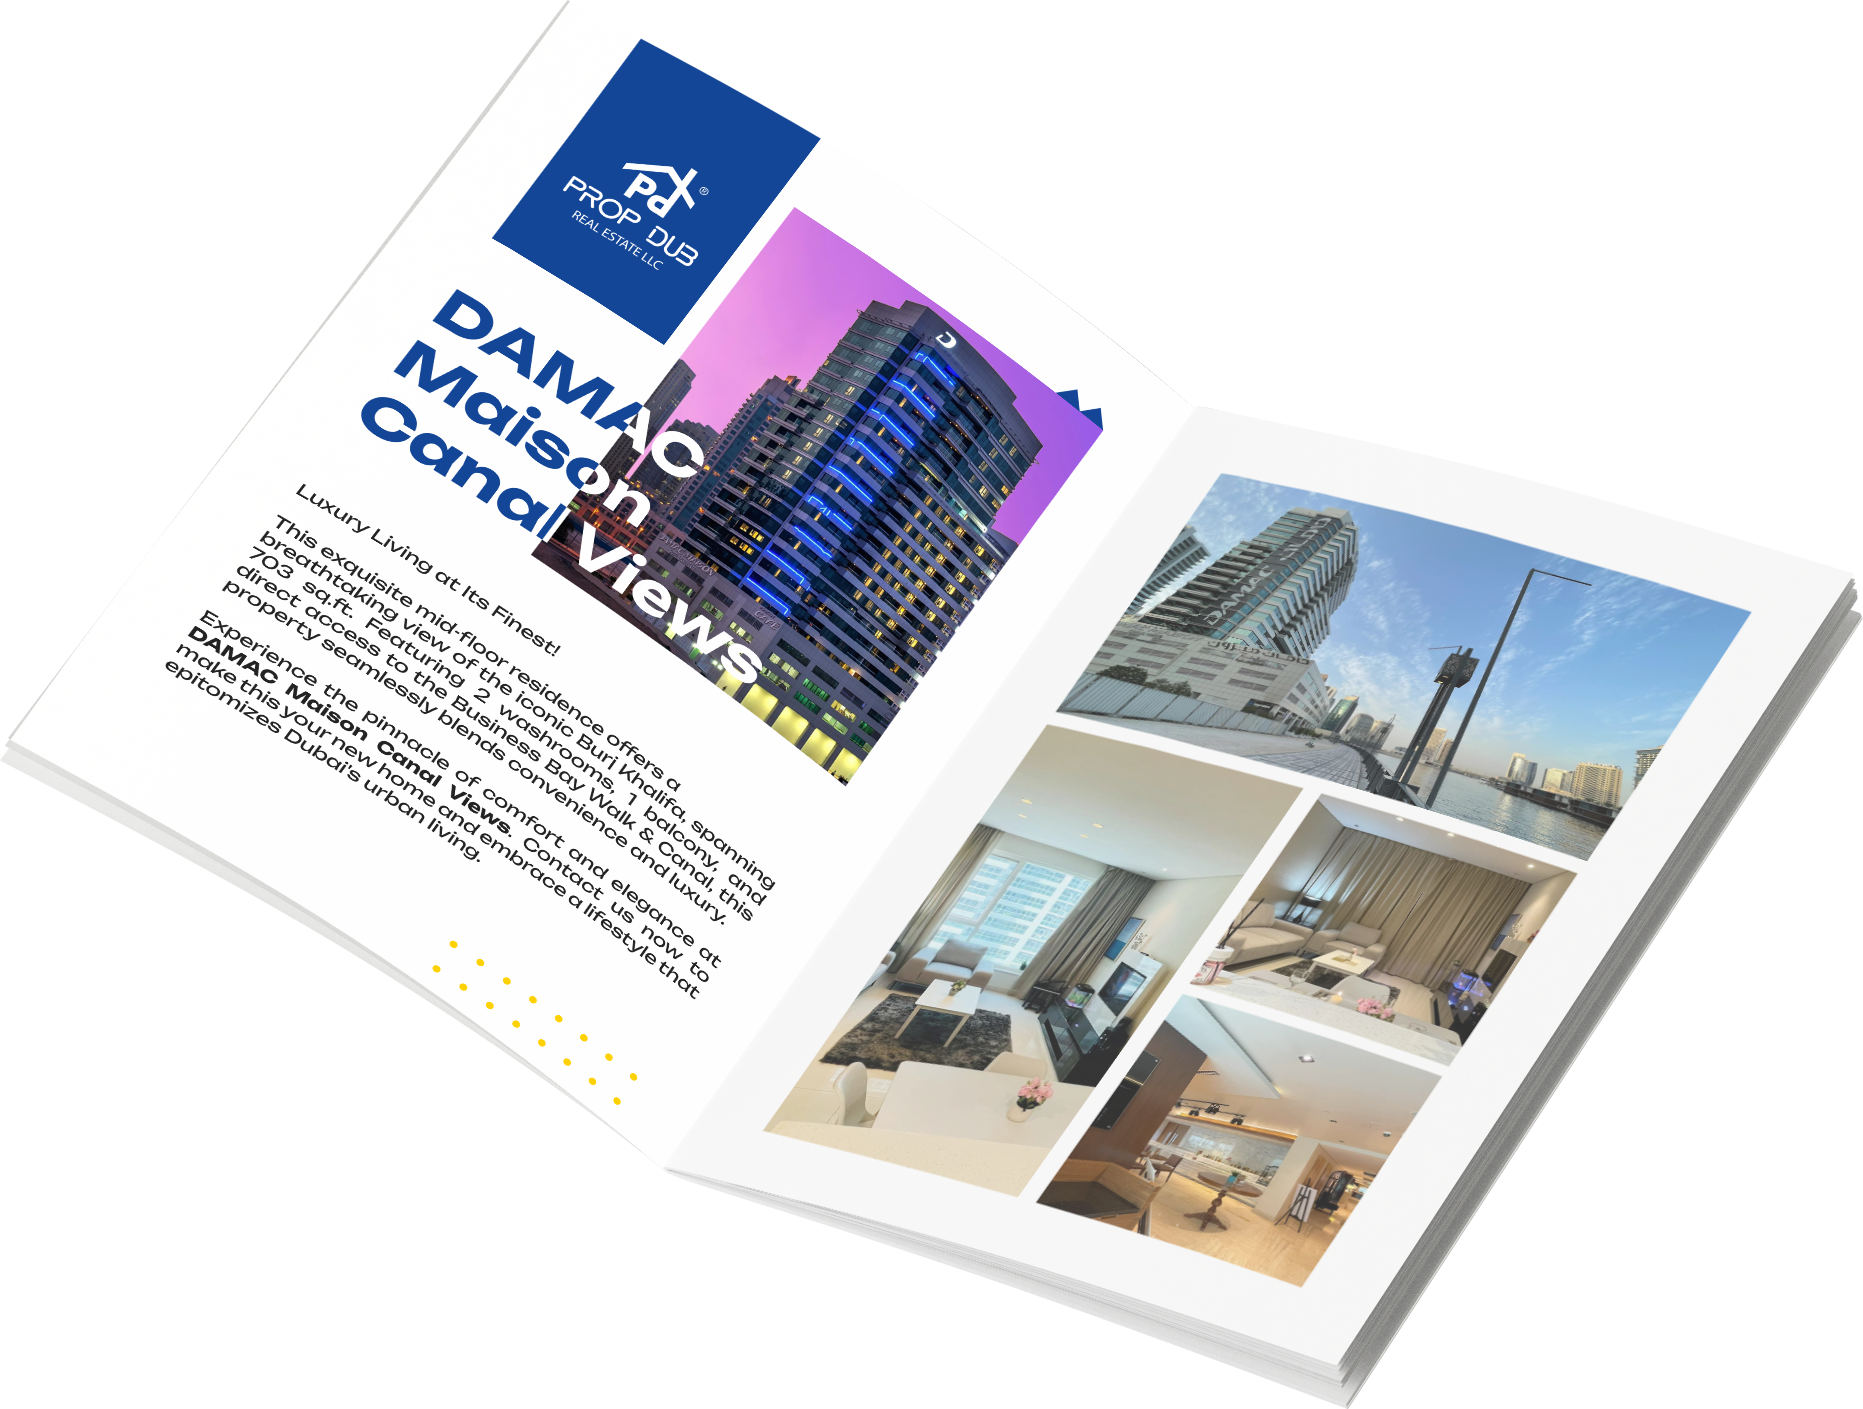 Pd®
PROP DUB
REAL ESTATE LLC
DAMAC
Maison
Canal Views
Luxury Living at Its Finest!
This exquisite mid-floor residence offers a
breathtaking view of the iconic Burj Khalifa, spanning
703 sq.ft. Featuring 2 washrooms, 1 balcony, and
direct access to the Business Bay Walk & Canal, this
property seamlessly blends convenience and luxury.
Experience the pinnacle of comfort and elegance at
DAMAC Maison Canal Views. Contact us now to
make this your new home and embrace a lifestyle that
epitomizes Dubai's urban living.
D
DAMAC MAISON